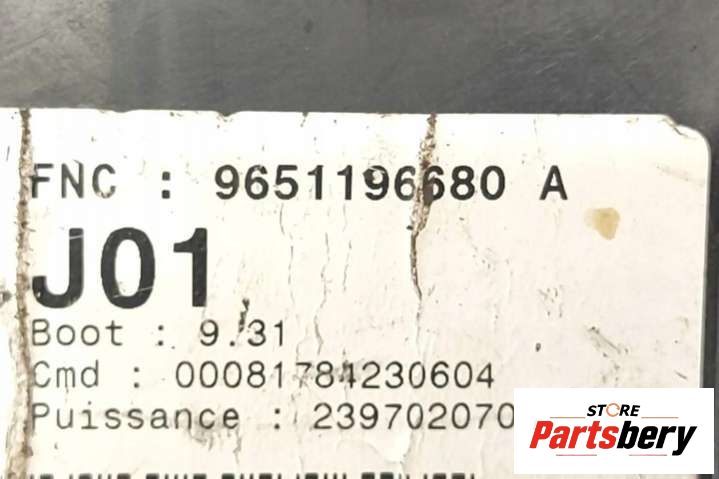 FNC : 9651196680 A
J01
Boot : 9.31
Cmd : 00081784230604
Puissance : 239702070
STORE
Partsbery